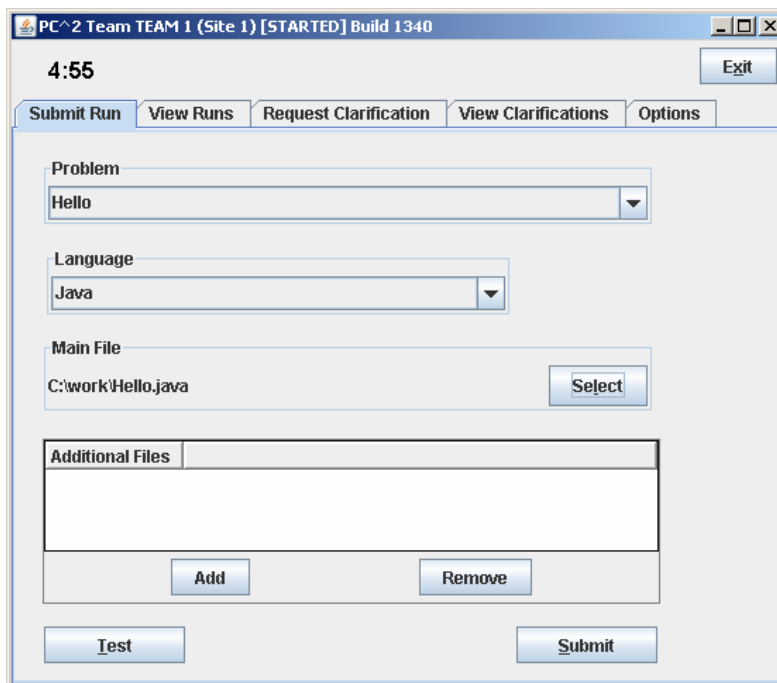 PC^2 Team TEAM 1 (Site 1) [STARTED] Build 1340
4:55
Exit
Submit Run View Runs Request Clarification View Clarifications Options
Problem
Hello
Language
Java
Main File
C:\work\Hello.java Select
Additional Files
Add Remove
Test Submit